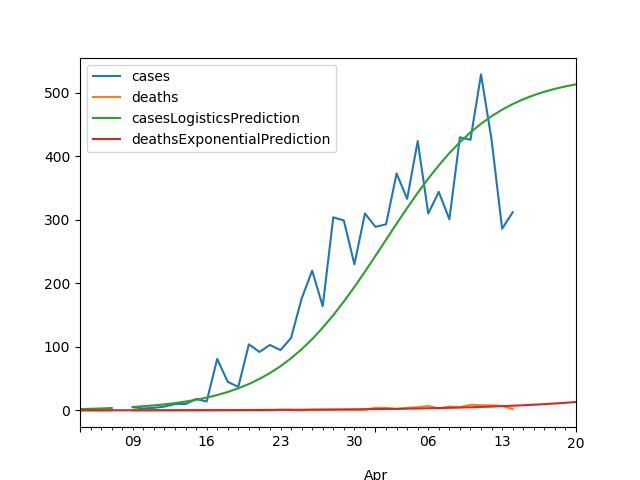 cases
deaths
casesLogisticsPrediction
deathsExponentialPrediction
500
400
300
200
100
0
09 16 23 30 06 13 20
Apr